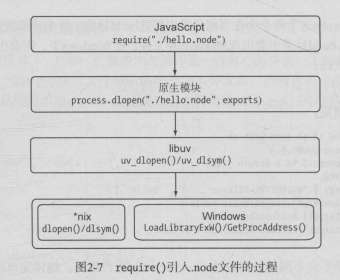 JavaScript
require("./hello.node")
原生模块
process.dlopen("./hello.node", exports)
libuv
uv_dlopen()/uv_dlsym()
*nix
dlopen()/dlsym()
Windows
LoadLibraryExW()/GetProcAddress()
图2-7 require()引入.node文件的过程